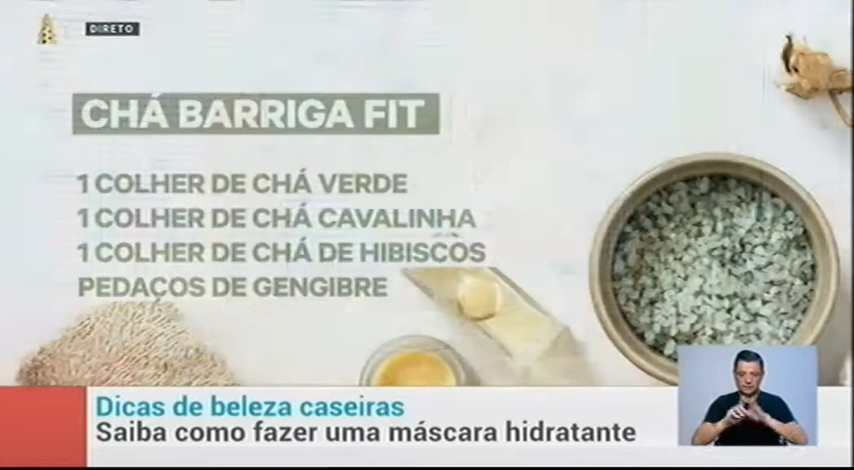 DIRETO
CHÁ BARRIGA FIT
1 COLHER DE CHÁ VERDE
1 COLHER DE CHÁ CAVALINHA
1 COLHER DE CHÁ DE HIBISCOS
PEDAÇOS DE GENGIBRE
Dicas de beleza caseiras
Saiba como fazer uma máscara hidratante